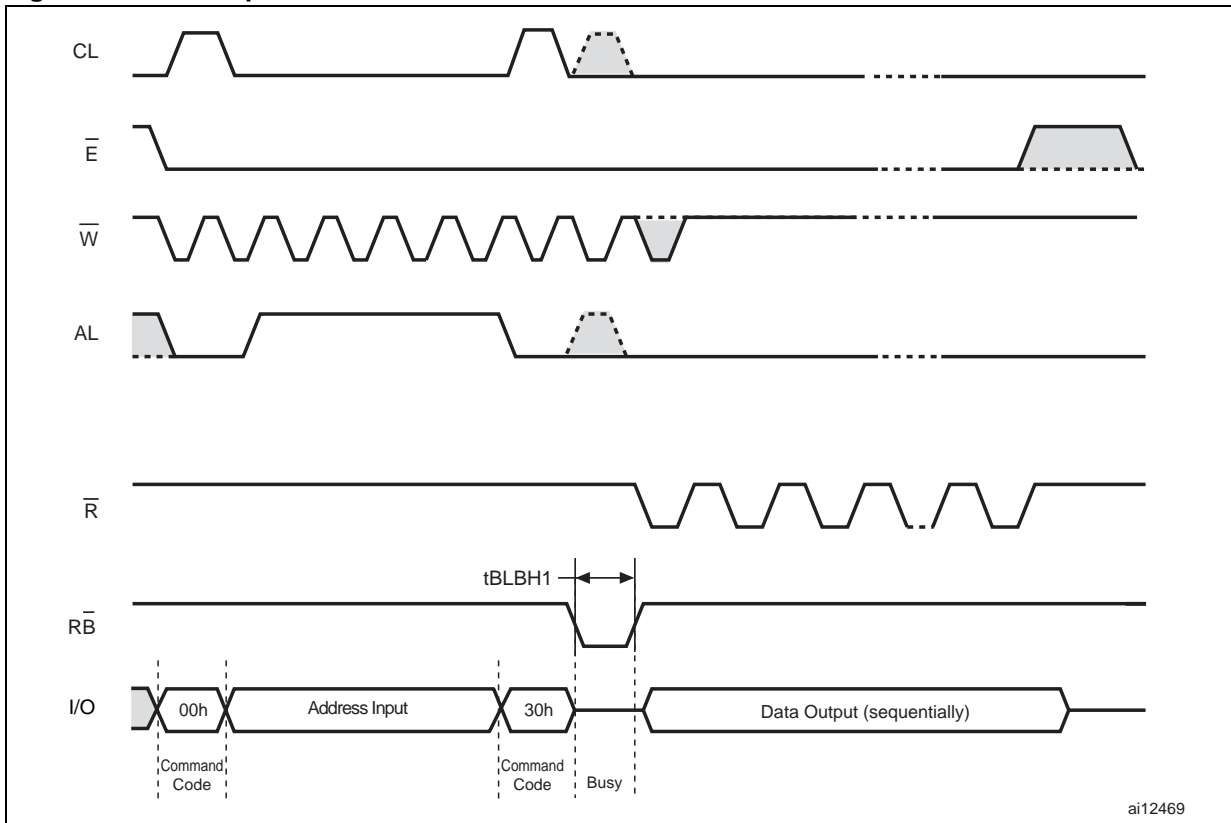 CL
E̅
W̅
AL
R̅
tBLBH1
RB̅
I/O
00h
Address Input
30h
Data Output (sequentially)
Command
Code
Command
Code
Busy
ai12469